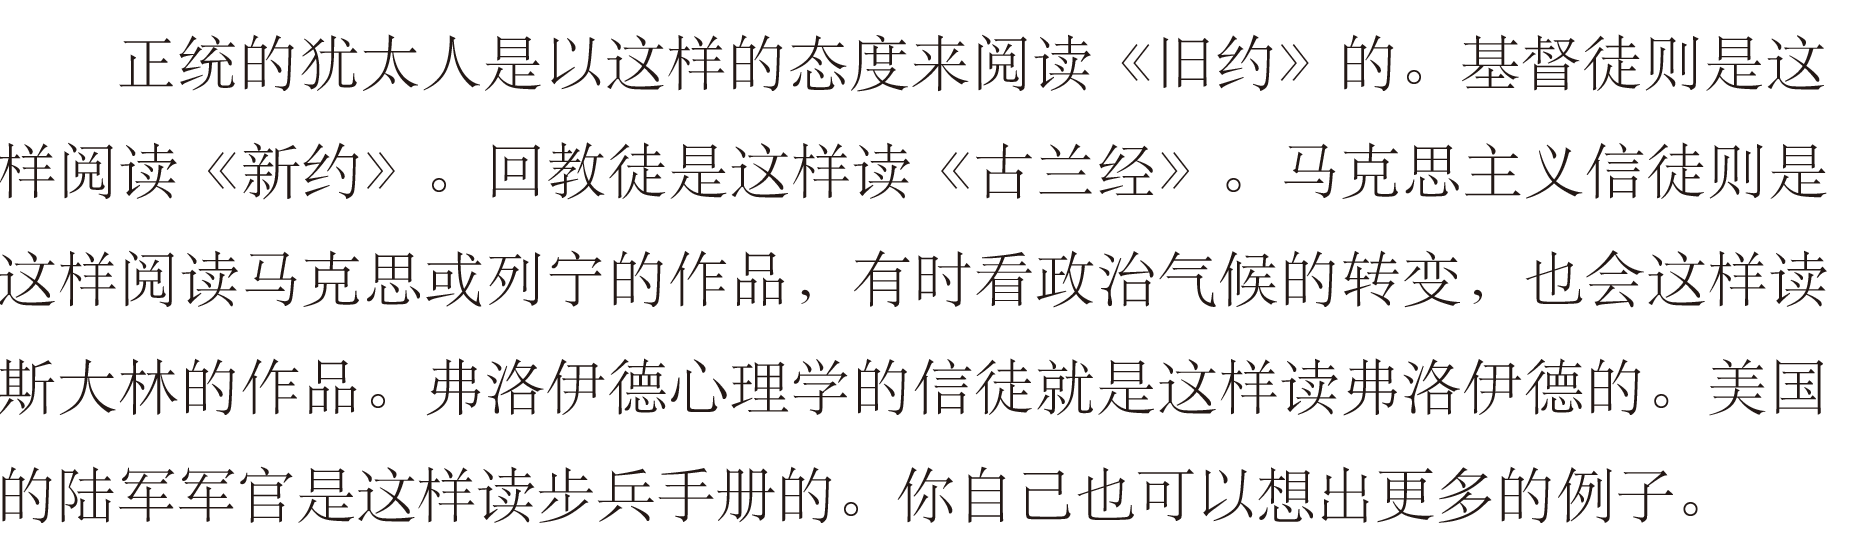 正统的犹太人是以这样的态度来阅读《旧约》的。基督徒则是这
样阅读《新约》。回教徒是这样读《古兰经》。马克思主义信徒则是
这样阅读马克思或列宁的作品，有时看政治气候的转变，也会这样读
斯大林的作品。弗洛伊德心理学的信徒就是这样读弗洛伊德的。美国
的陆军军官是这样读步兵手册的。你自己也可以想出更多的例子。